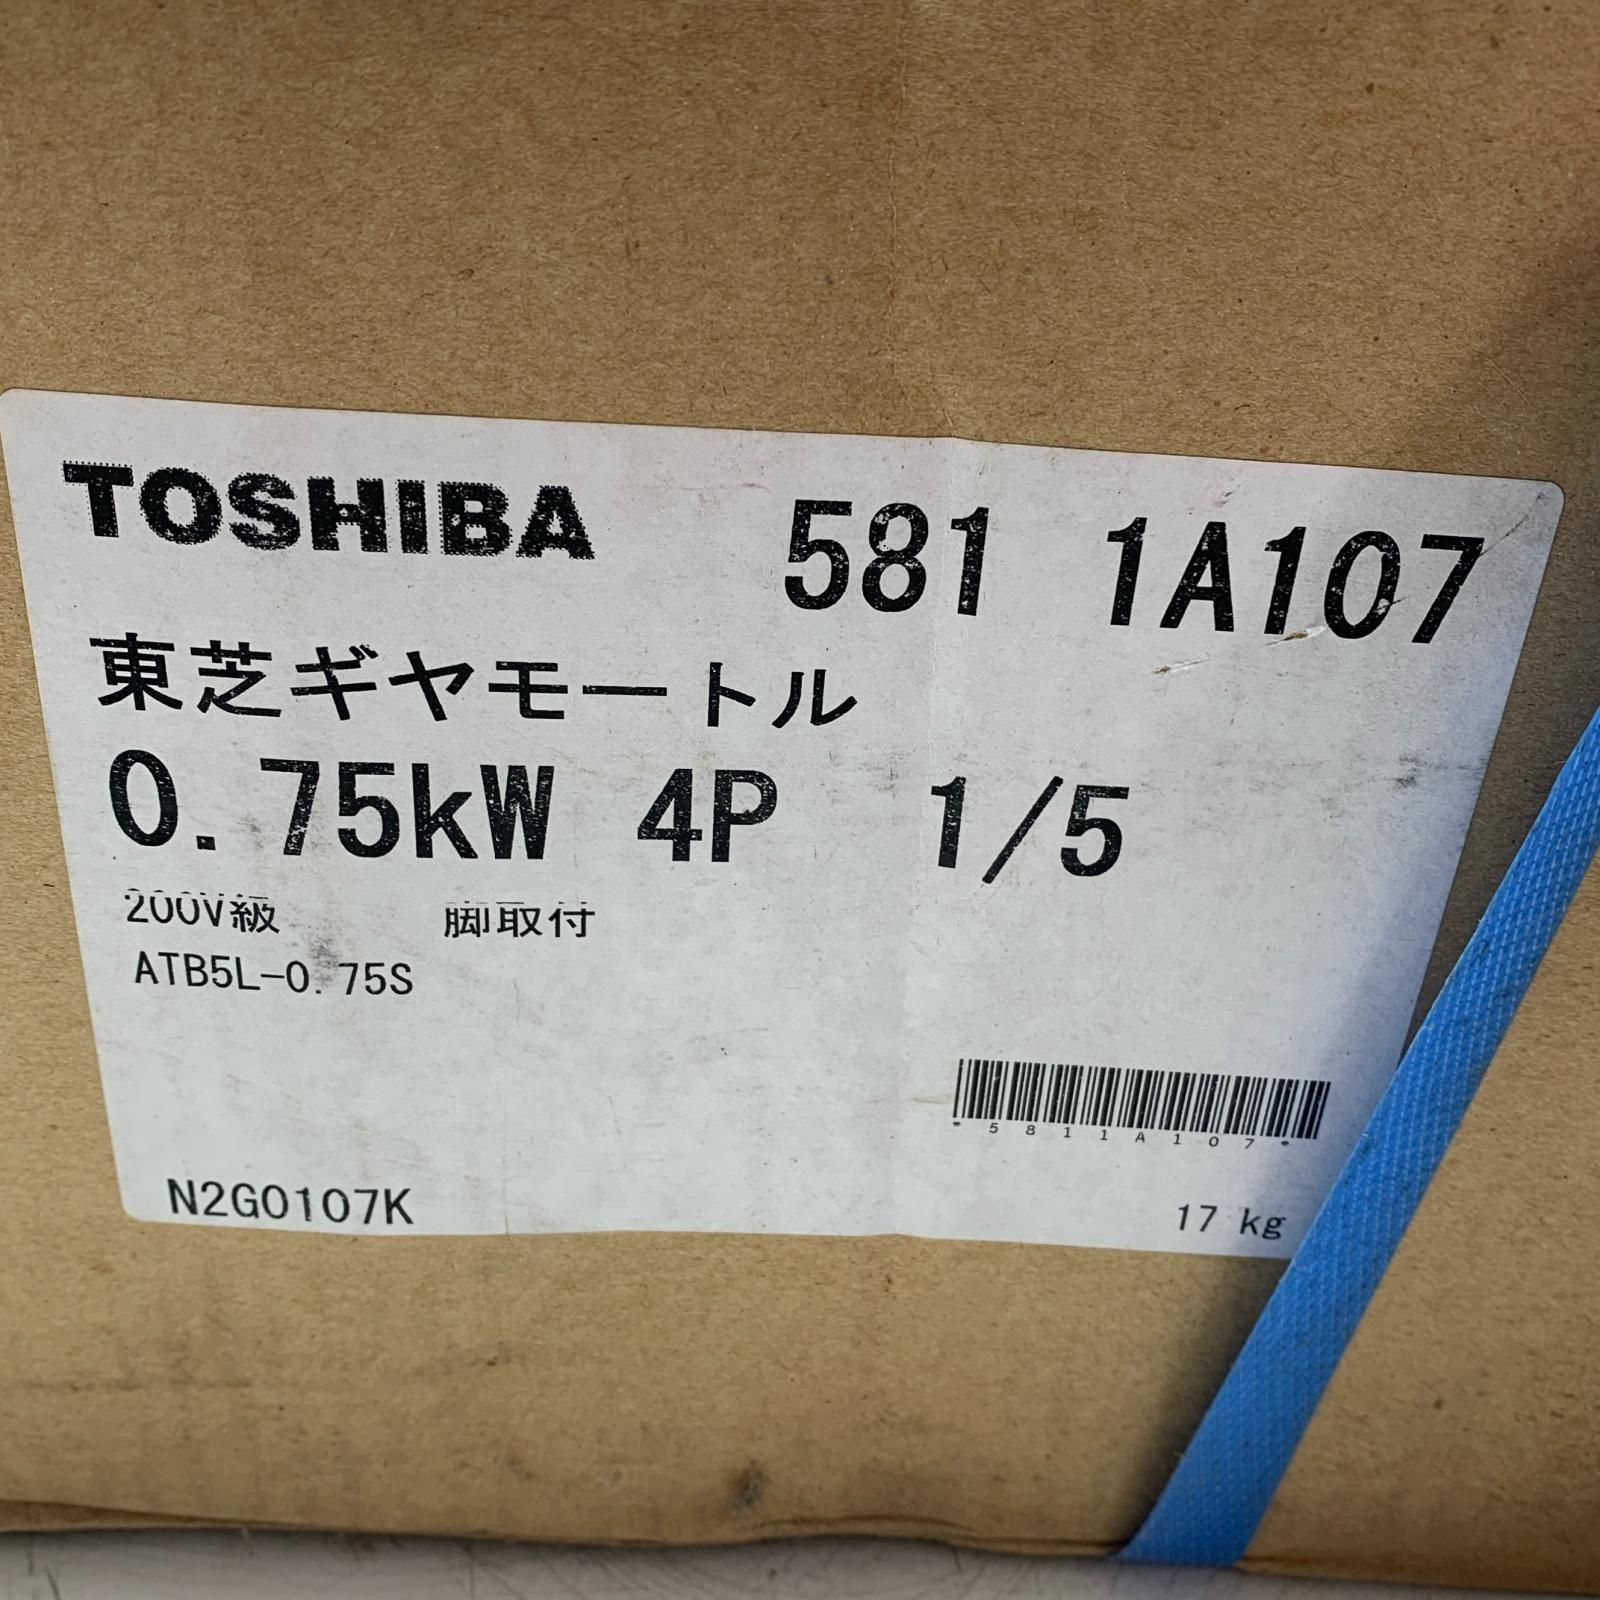 TOSHIBA 581 1A107
東芝ギヤモートル
0.75kW 4P 1/5
200V級 脚取付
ATB5L-0.75S
*5811A107*
N2G0107K 17 kg